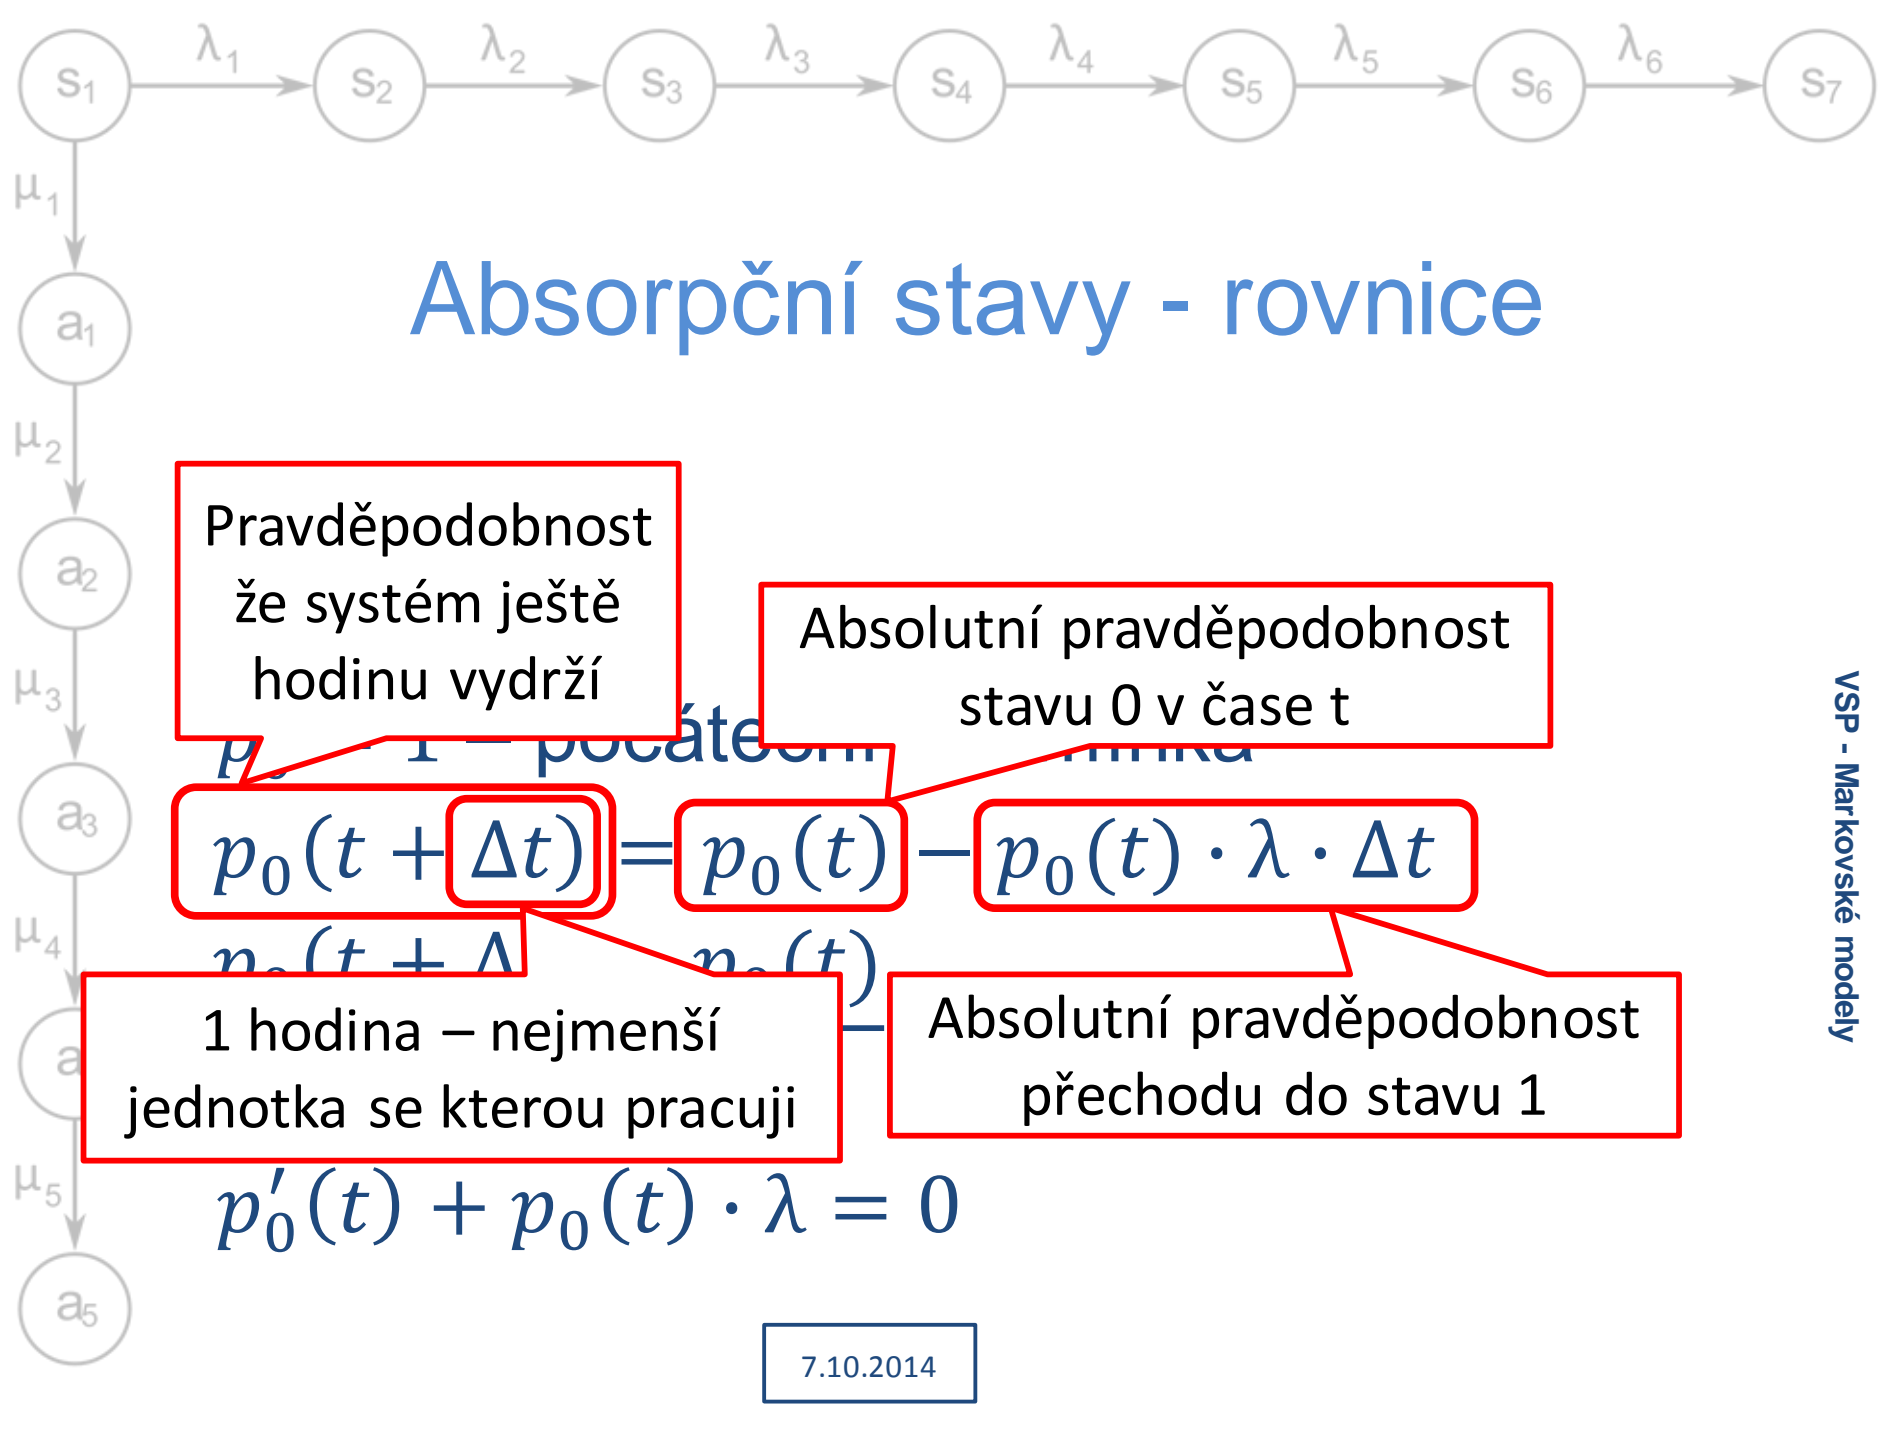 s1 λ1 s2 λ2 s3 λ3 s4 λ4 s5 λ5 s6 λ6 s7
μ1
a1
μ2
a2
μ3
a3
μ4
μ5
a5
Absorpční stavy - rovnice
Pravděpodobnost
že systém ještě
hodinu vydrží
Absolutní pravděpodobnost
stavu 0 v čase t
p₀(t + Δt) = p₀(t) − p₀(t) · λ · Δt
1 hodina – nejmenší
jednotka se kterou pracuji
Absolutní pravděpodobnost
přechodu do stavu 1
p₀′(t) + p₀(t) · λ = 0
7.10.2014
VSP - Markovské modely